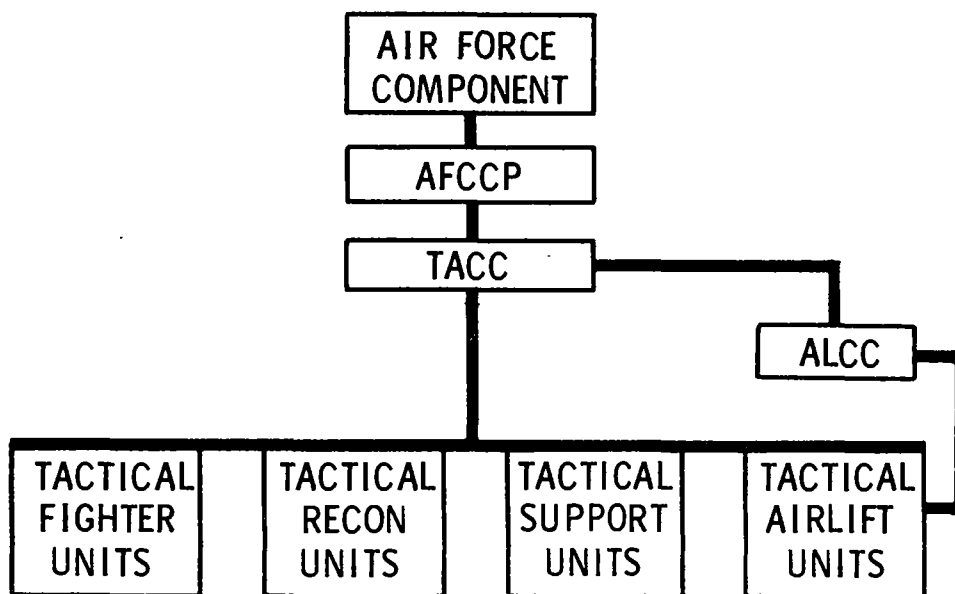 AIR FORCE
COMPONENT
AFCCP
TACC
ALCC
TACTICAL
FIGHTER
UNITS
TACTICAL
RECON
UNITS
TACTICAL
SUPPORT
UNITS
TACTICAL
AIRLIFT
UNITS